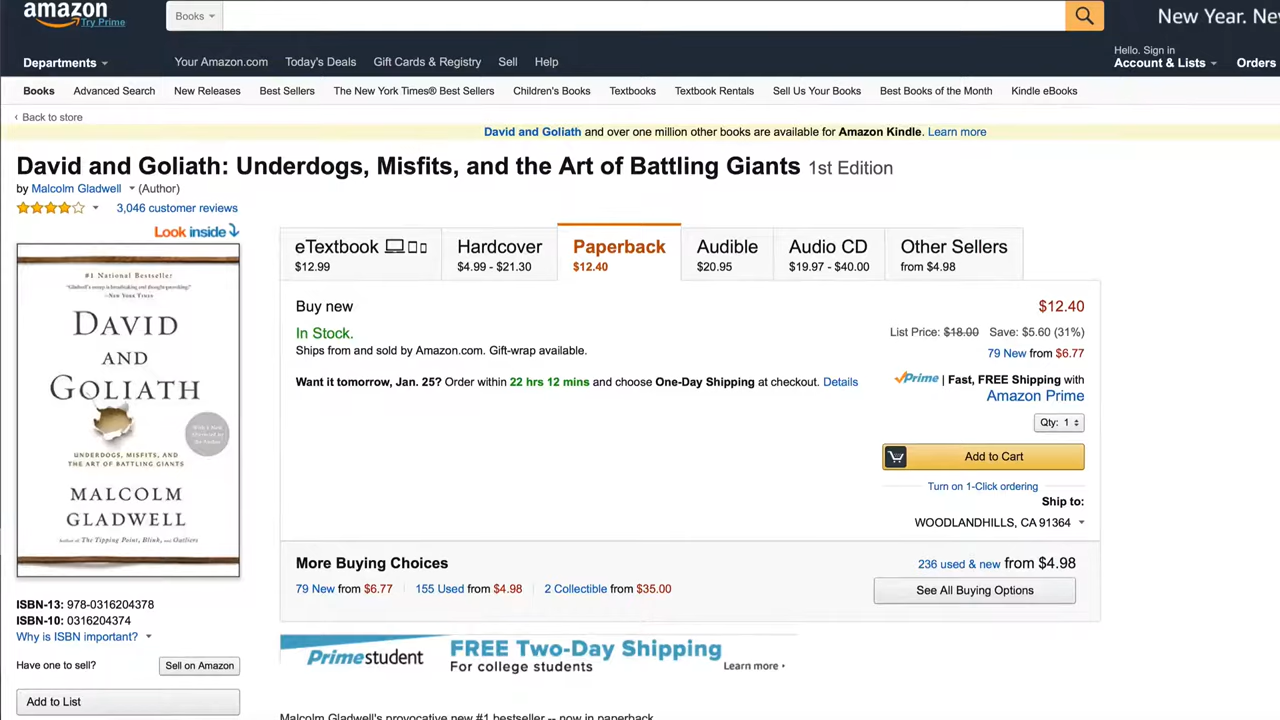 amazon
Try Prime
Books
New Year. Ne
Departments
Your Amazon.com Today's Deals Gift Cards & Registry Sell Help
Hello. Sign in
Account & Lists Orders
Books Advanced Search New Releases Best Sellers The New York Times® Best Sellers Children's Books Textbooks Textbook Rentals Sell Us Your Books Best Books of the Month Kindle eBooks
‹ Back to store
David and Goliath and over one million other books are available for Amazon Kindle. Learn more
David and Goliath: Underdogs, Misfits, and the Art of Battling Giants 1st Edition
by Malcolm Gladwell (Author)
3,046 customer reviews
Look inside
#1 National Bestseller
—New York Times
DAVID
AND
GOLIATH
UNDERDOGS, MISFITS, AND
THE ART OF BATTLING GIANTS
MALCOLM
GLADWELL
Author of The Tipping Point, Blink, and Outliers
eTextbook
$12.99
Hardcover
$4.99 - $21.30
Paperback
$12.40
Audible
$20.95
Audio CD
$19.97 - $40.00
Other Sellers
from $4.98
Buy new
$12.40
In Stock.
List Price: $18.00 Save: $5.60 (31%)
Ships from and sold by Amazon.com. Gift-wrap available.
79 New from $6.77
Want it tomorrow, Jan. 25? Order within 22 hrs 12 mins and choose One-Day Shipping at checkout. Details
Prime | Fast, FREE Shipping with
Amazon Prime
Qty: 1
Add to Cart
Turn on 1-Click ordering
Ship to:
WOODLANDHILLS, CA 91364
More Buying Choices
79 New from $6.77 155 Used from $4.98 2 Collectible from $35.00
236 used & new from $4.98
See All Buying Options
ISBN-13: 978-0316204378
ISBN-10: 0316204374
Why is ISBN important?
Have one to sell?
Sell on Amazon
Add to List
Primestudent
FREE Two-Day Shipping
For college students
Learn more ›
Malcolm Gladwell's provocative new #1 bestseller -- now in paperback.